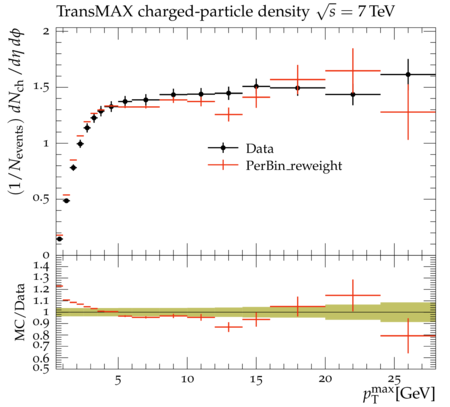 TransMAX charged-particle density √s = 7 TeV
(1/N_events) dN_ch/dη dϕ
2
1.5
1
0.5
0
Data
PerBin_reweight
MC/Data
1.4
1.3
1.2
1.1
1
0.9
0.8
0.7
0.6
0.5
5 10 15 20 25
p_T^max[GeV]